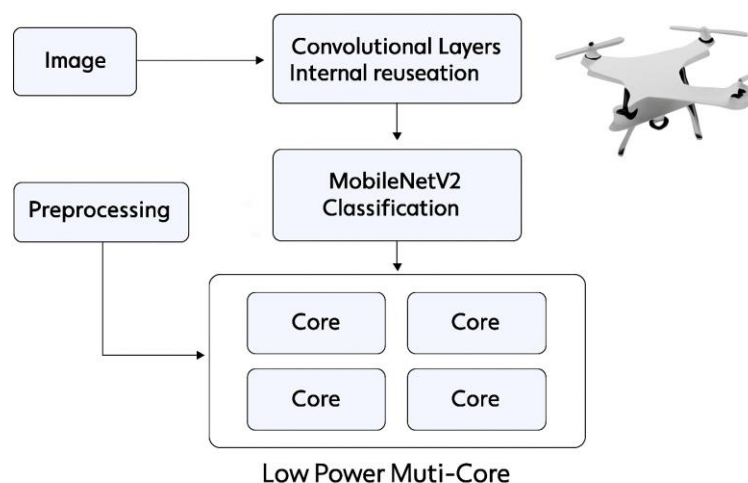 Image
Convolutional Layers
Internal reuseation
MobileNetV2
Classification
Preprocessing
Core
Core
Core
Core
Low Power Muti-Core